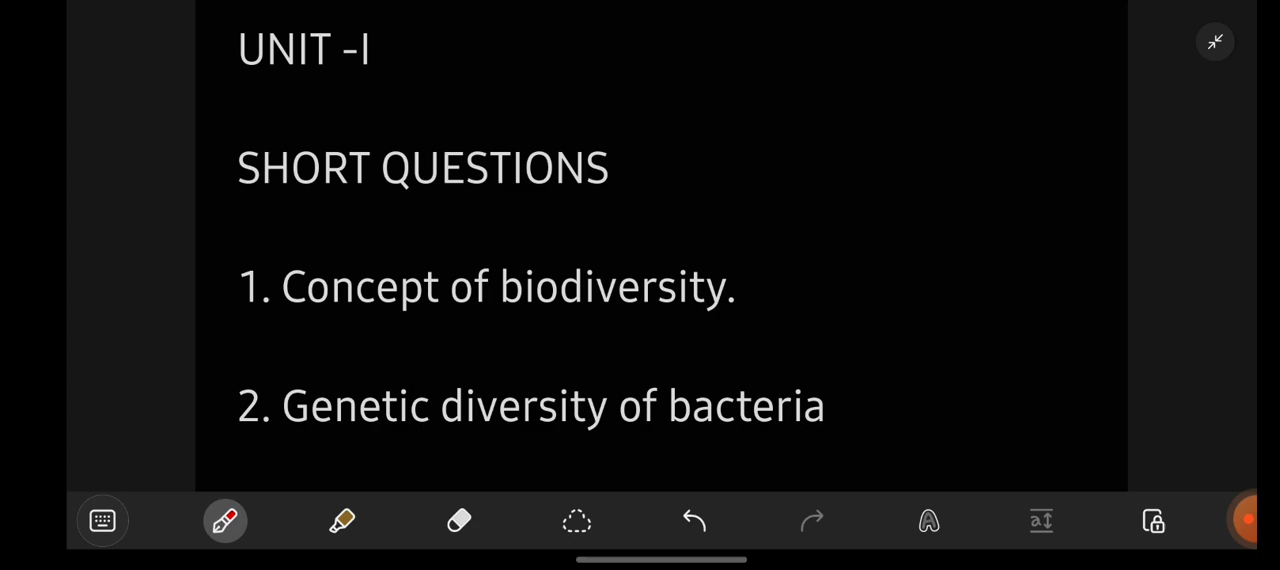 UNIT -I
SHORT QUESTIONS
1. Concept of biodiversity.
2. Genetic diversity of bacteria